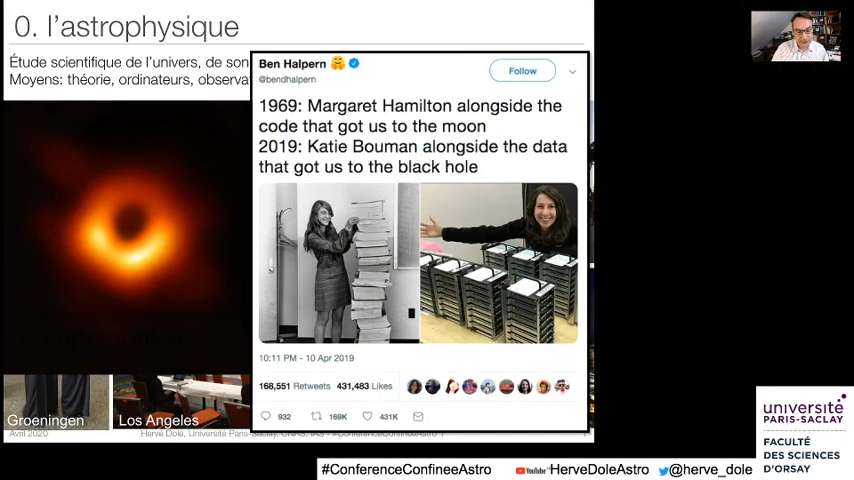 0. l'astrophysique
Étude scientifique de l'univers, de son
Moyens: théorie, ordinateurs,
Ben Halpern
@bendhalpern
Follow
1969: Margaret Hamilton alongside the
code that got us to the moon
2019: Katie Bouman alongside the data
that got us to the black hole
10:11 PM - 10 Apr 2019
168,551 Retweets 431,483 Likes
932 169K 431K
Groeningen
Los Angeles
Avril 2020
Hervé Dole, Université Paris-Saclay, CNRS, IAS - #ConferenceConfineeAstro 1
université
PARIS-SACLAY
FACULTÉ
DES SCIENCES
D'ORSAY
#ConferenceConfineeAstro
YouTube HerveDoleAstro
@herve_dole